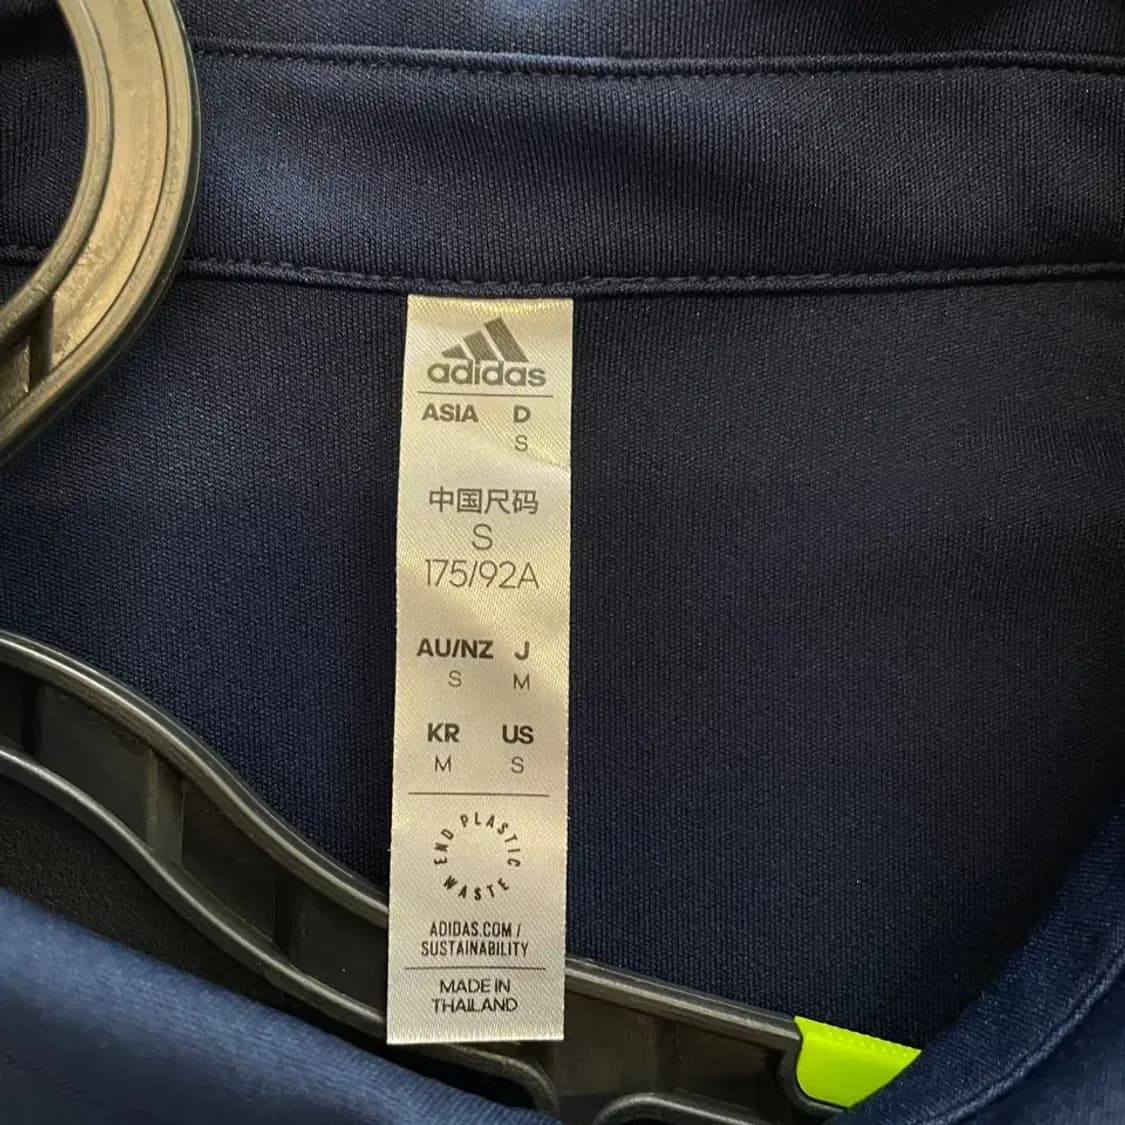 adidas
ASIA D
S
中国尺码
S
175/92A
AU/NZ J
S M
KR US
M S
END PLASTIC WASTE
ADIDAS.COM/
SUSTAINABILITY
MADE IN
THAILAND